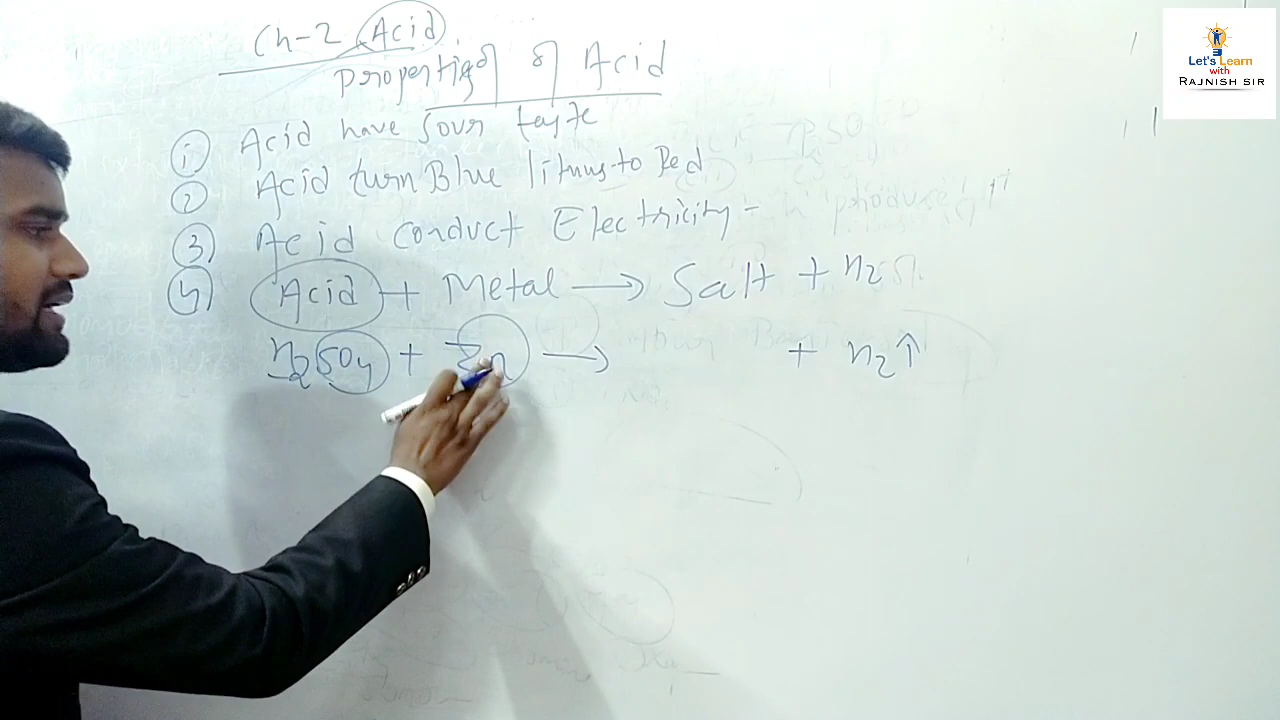 Ch-2 Acid
Properties of Acid
① Acid have Sour taste
② Acid turn Blue litmus to Red
③ Acid conduct Electricity -
④ Acid + Metal → Salt + H2
H2SO4 + Zn → + H2↑
Let's Learn
with
RAJNISH SIR